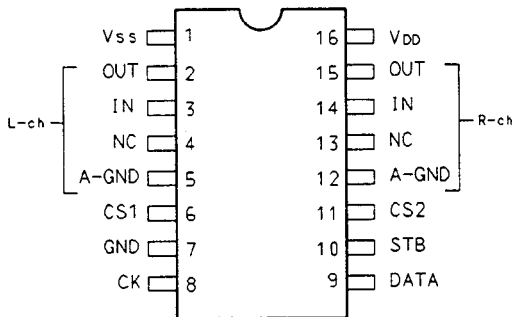 Vss 1 16 VDD
OUT 2 15 OUT
IN 3 14 IN
L-ch R-ch
NC 4 13 NC
A-GND 5 12 A-GND
CS1 6 11 CS2
GND 7 10 STB
CK 8 9 DATA